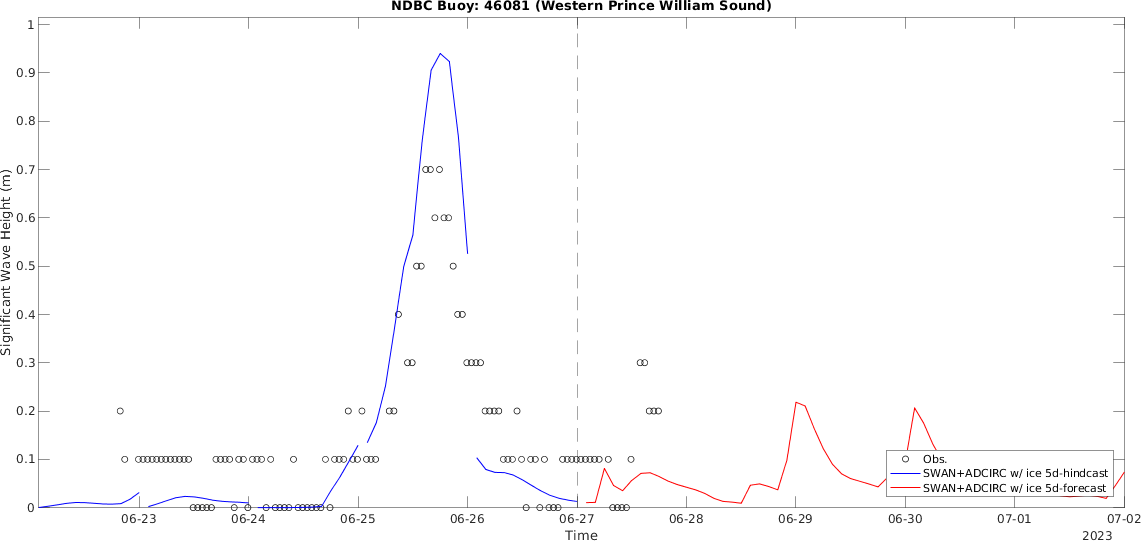 NDBC Buoy: 46081 (Western Prince William Sound)
Significant Wave Height (m)
1
0.9
0.8
0.7
0.6
0.5
0.4
0.3
0.2
0.1
0
Obs.
SWAN+ADCIRC w/ ice 5d-hindcast
SWAN+ADCIRC w/ ice 5d-forecast
06-23 06-24 06-25 06-26 06-27 06-28 06-29 06-30 07-01 07-02
Time 2023